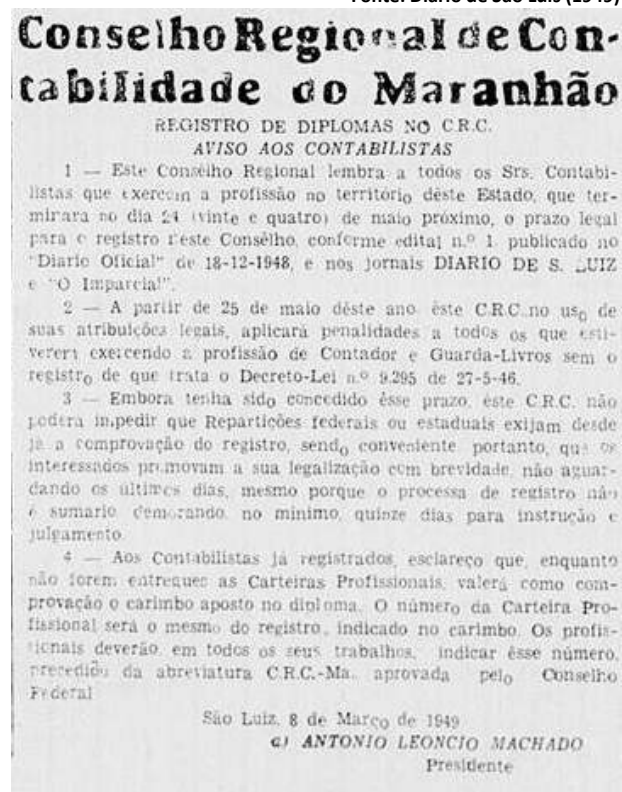 Fonte: Diário de São Luís (1949)
Conselho Regional de Con-
tabilidade do Maranhão
REGISTRO DE DIPLOMAS NO C.R.C.
AVISO AOS CONTABILISTAS
1 — Este Conselho Regional lembra a todos os Srs. Contabi-
listas que exercem a profissão no território dêste Estado, que ter-
minará no dia 24 (vinte e quatro) de maio próximo, o prazo legal
para o registro neste Consêlho, conforme edital n.º 1 publicado no
"Diario Oficial" de 18-12-1948, e nos jornais DIARIO DE S. LUIZ
e "O Imparcial".
2 — A partir de 25 de maio dêste ano êste C.R.C. no uso de
suas atribuicões legais, aplicará penalidades a todos os que esti-
verem exercendo a profissão de Contador e Guarda-Livros sem o
registro de que trata o Decreto-Lei n.º 9.295 de 27-5-46.
3 — Embora tenha sido concedido êsse prazo, êste C.R.C. não
poderá impedir que Repartições federais ou estaduais exijam desde
já a comprovação do registro, sendo conveniente portanto, que os
interessados promovam a sua legalização com brevidade, não aguar-
dando os últimos dias, mesmo porque o processa de registro não
é sumario demorando, no minimo, quinze dias para instrução e
julgamento.
4 — Aos Contabilistas já registrados, esclareço que, enquanto
não forem entregues as Carteiras Profissionais, valerá como com-
provação o carimbo aposto no diploma. O número da Carteira Pro-
fissional será o mesmo do registro, indicado no carimbo. Os profis-
sionais deverão, em todos os seus trabalhos, indicar êsse número,
precedido da abreviatura C.R.C.-Ma. aprovada pelo Conselho
Federal
São Luiz, 8 de Março de 1949
a) ANTONIO LEONCIO MACHADO
Presidente